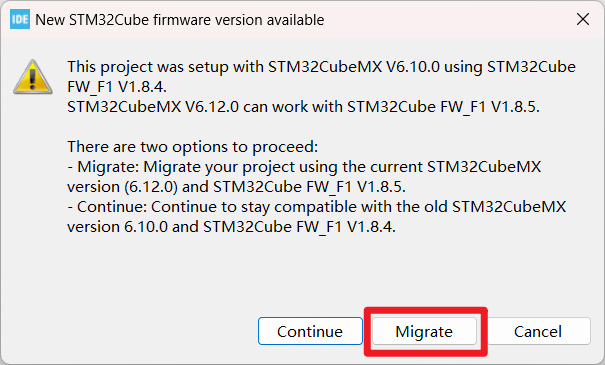 IDE New STM32Cube firmware version available
This project was setup with STM32CubeMX V6.10.0 using STM32Cube
FW_F1 V1.8.4.
STM32CubeMX V6.12.0 can work with STM32Cube FW_F1 V1.8.5.
There are two options to proceed:
- Migrate: Migrate your project using the current STM32CubeMX
version (6.12.0) and STM32Cube FW_F1 V1.8.5.
- Continue: Continue to stay compatible with the old STM32CubeMX
version 6.10.0 and STM32Cube FW_F1 V1.8.4.
Continue Migrate Cancel